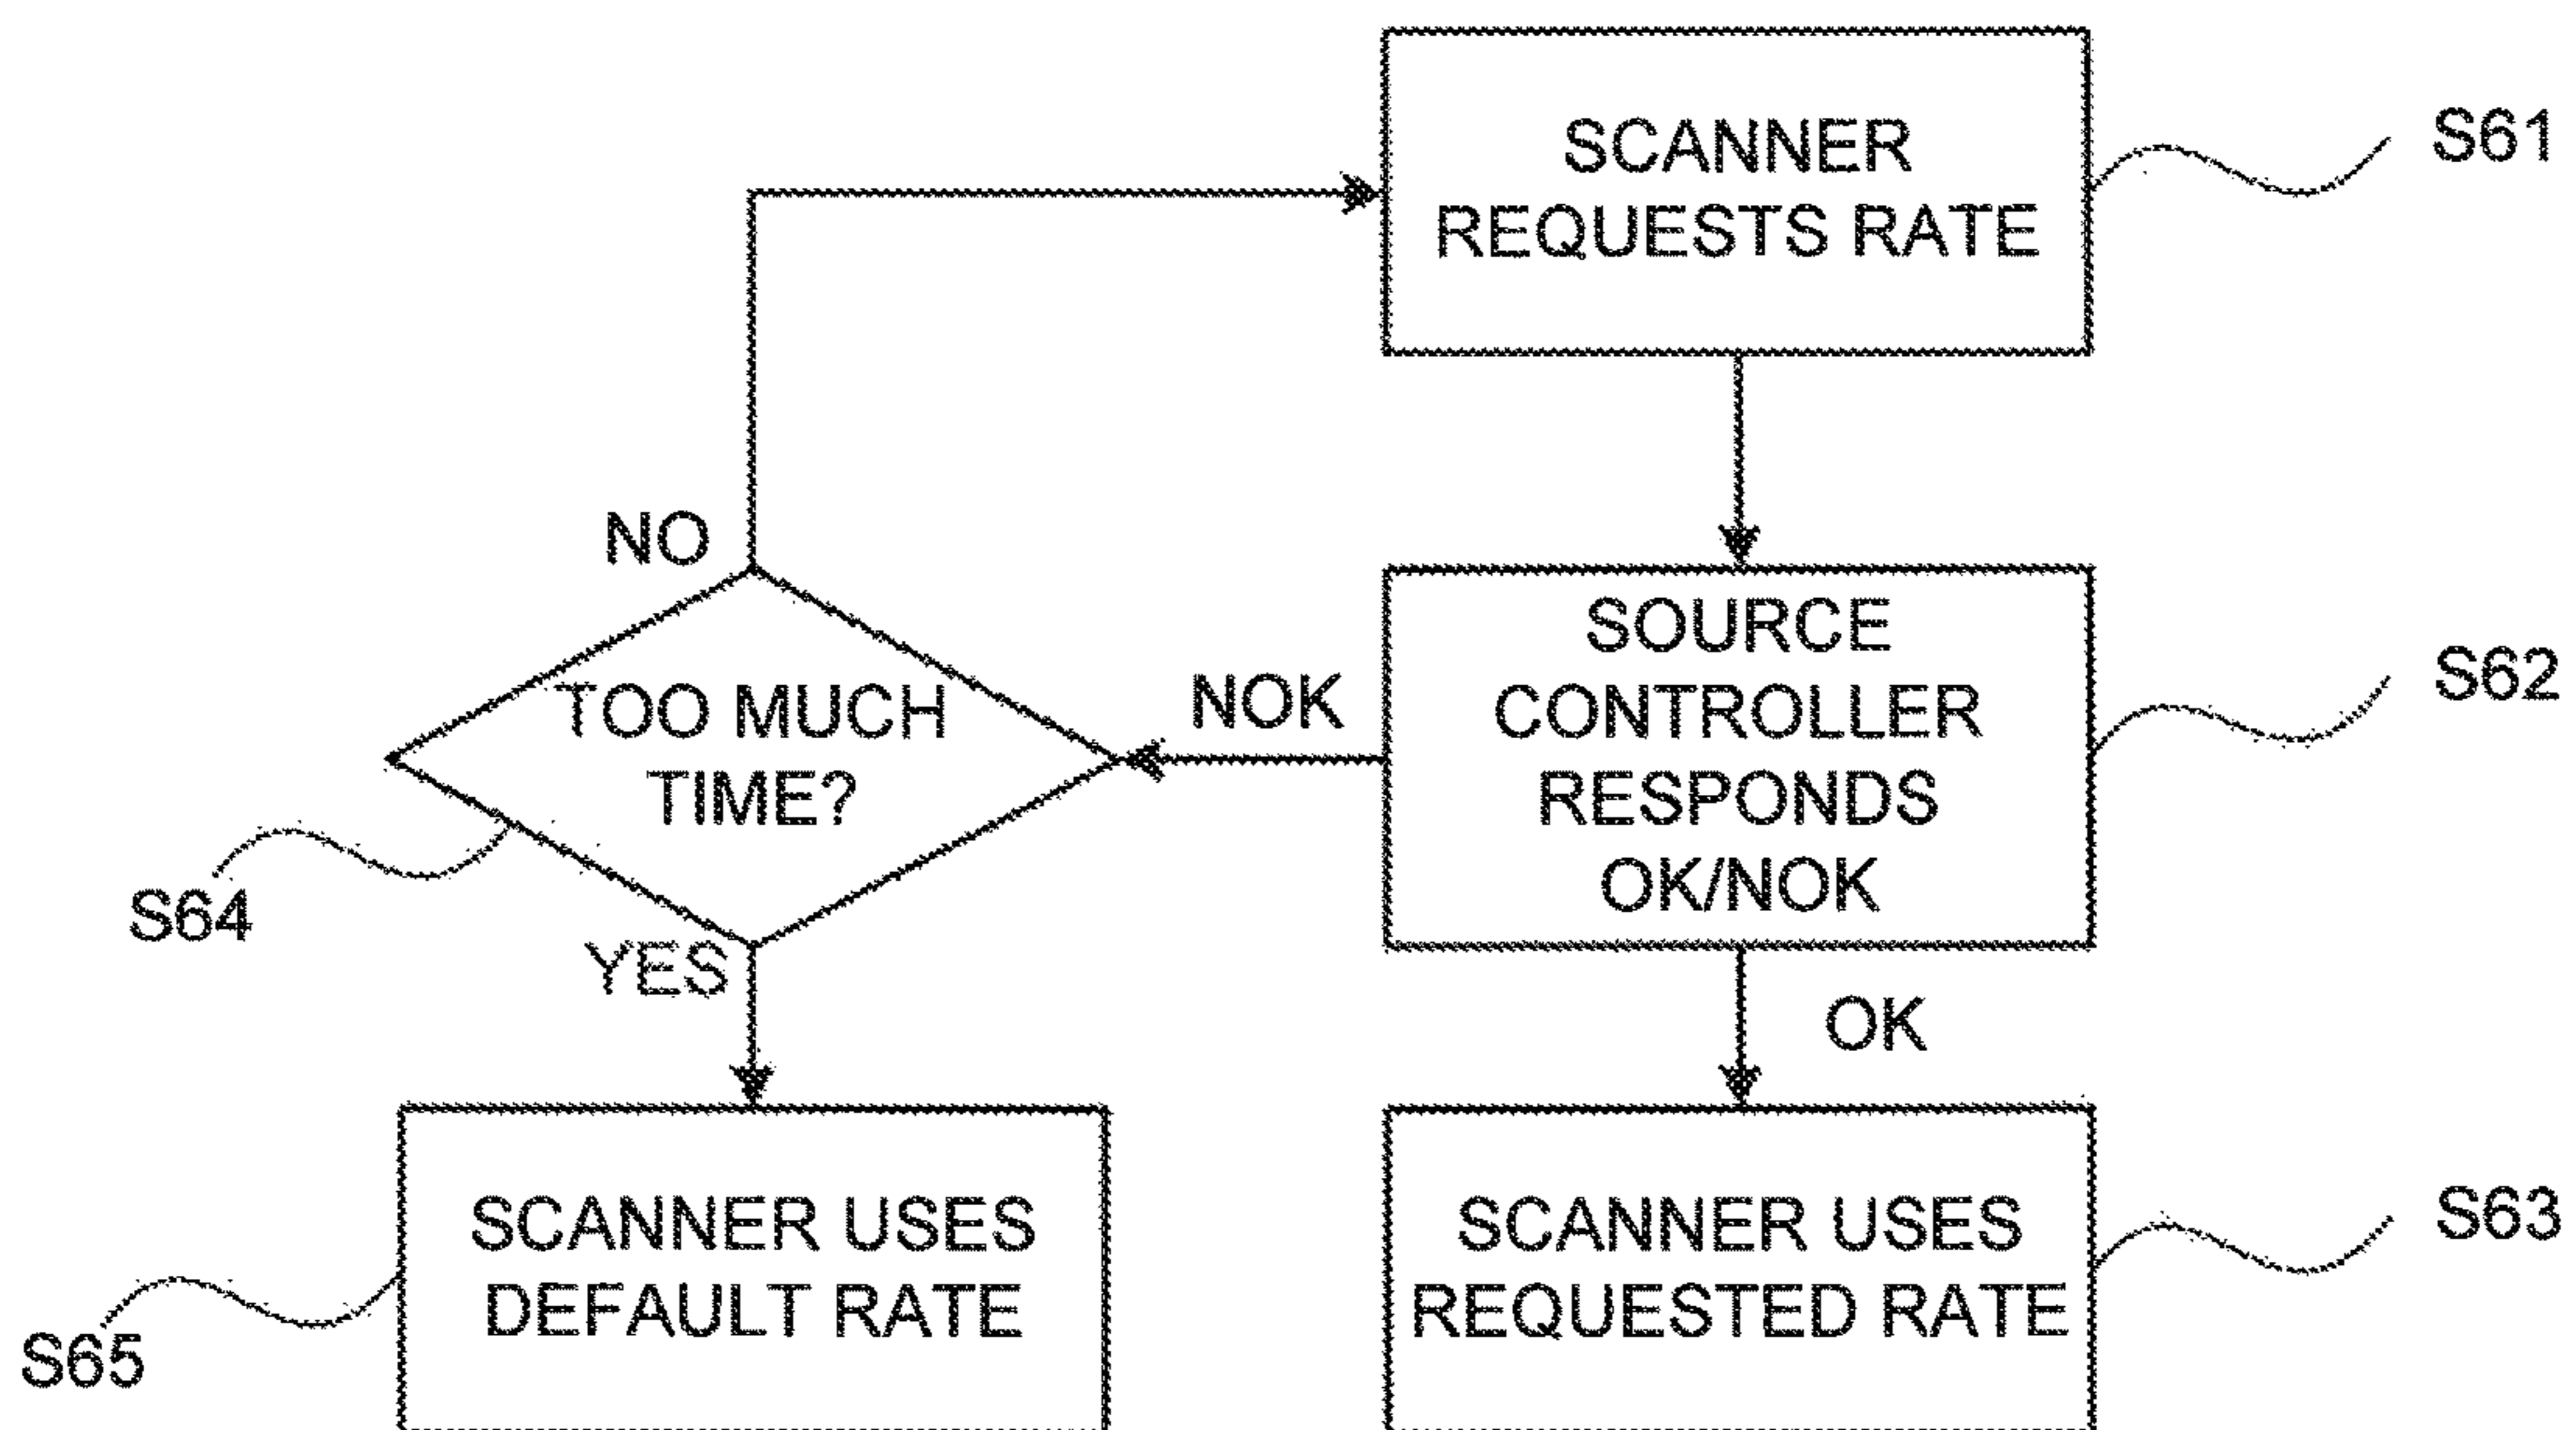 SCANNER
REQUESTS RATE
S61
NO
TOO MUCH
TIME?
S64
YES
NOK
SOURCE
CONTROLLER
RESPONDS
OK/NOK
S62
OK
SCANNER USES
DEFAULT RATE
S65
SCANNER USES
REQUESTED RATE
S63